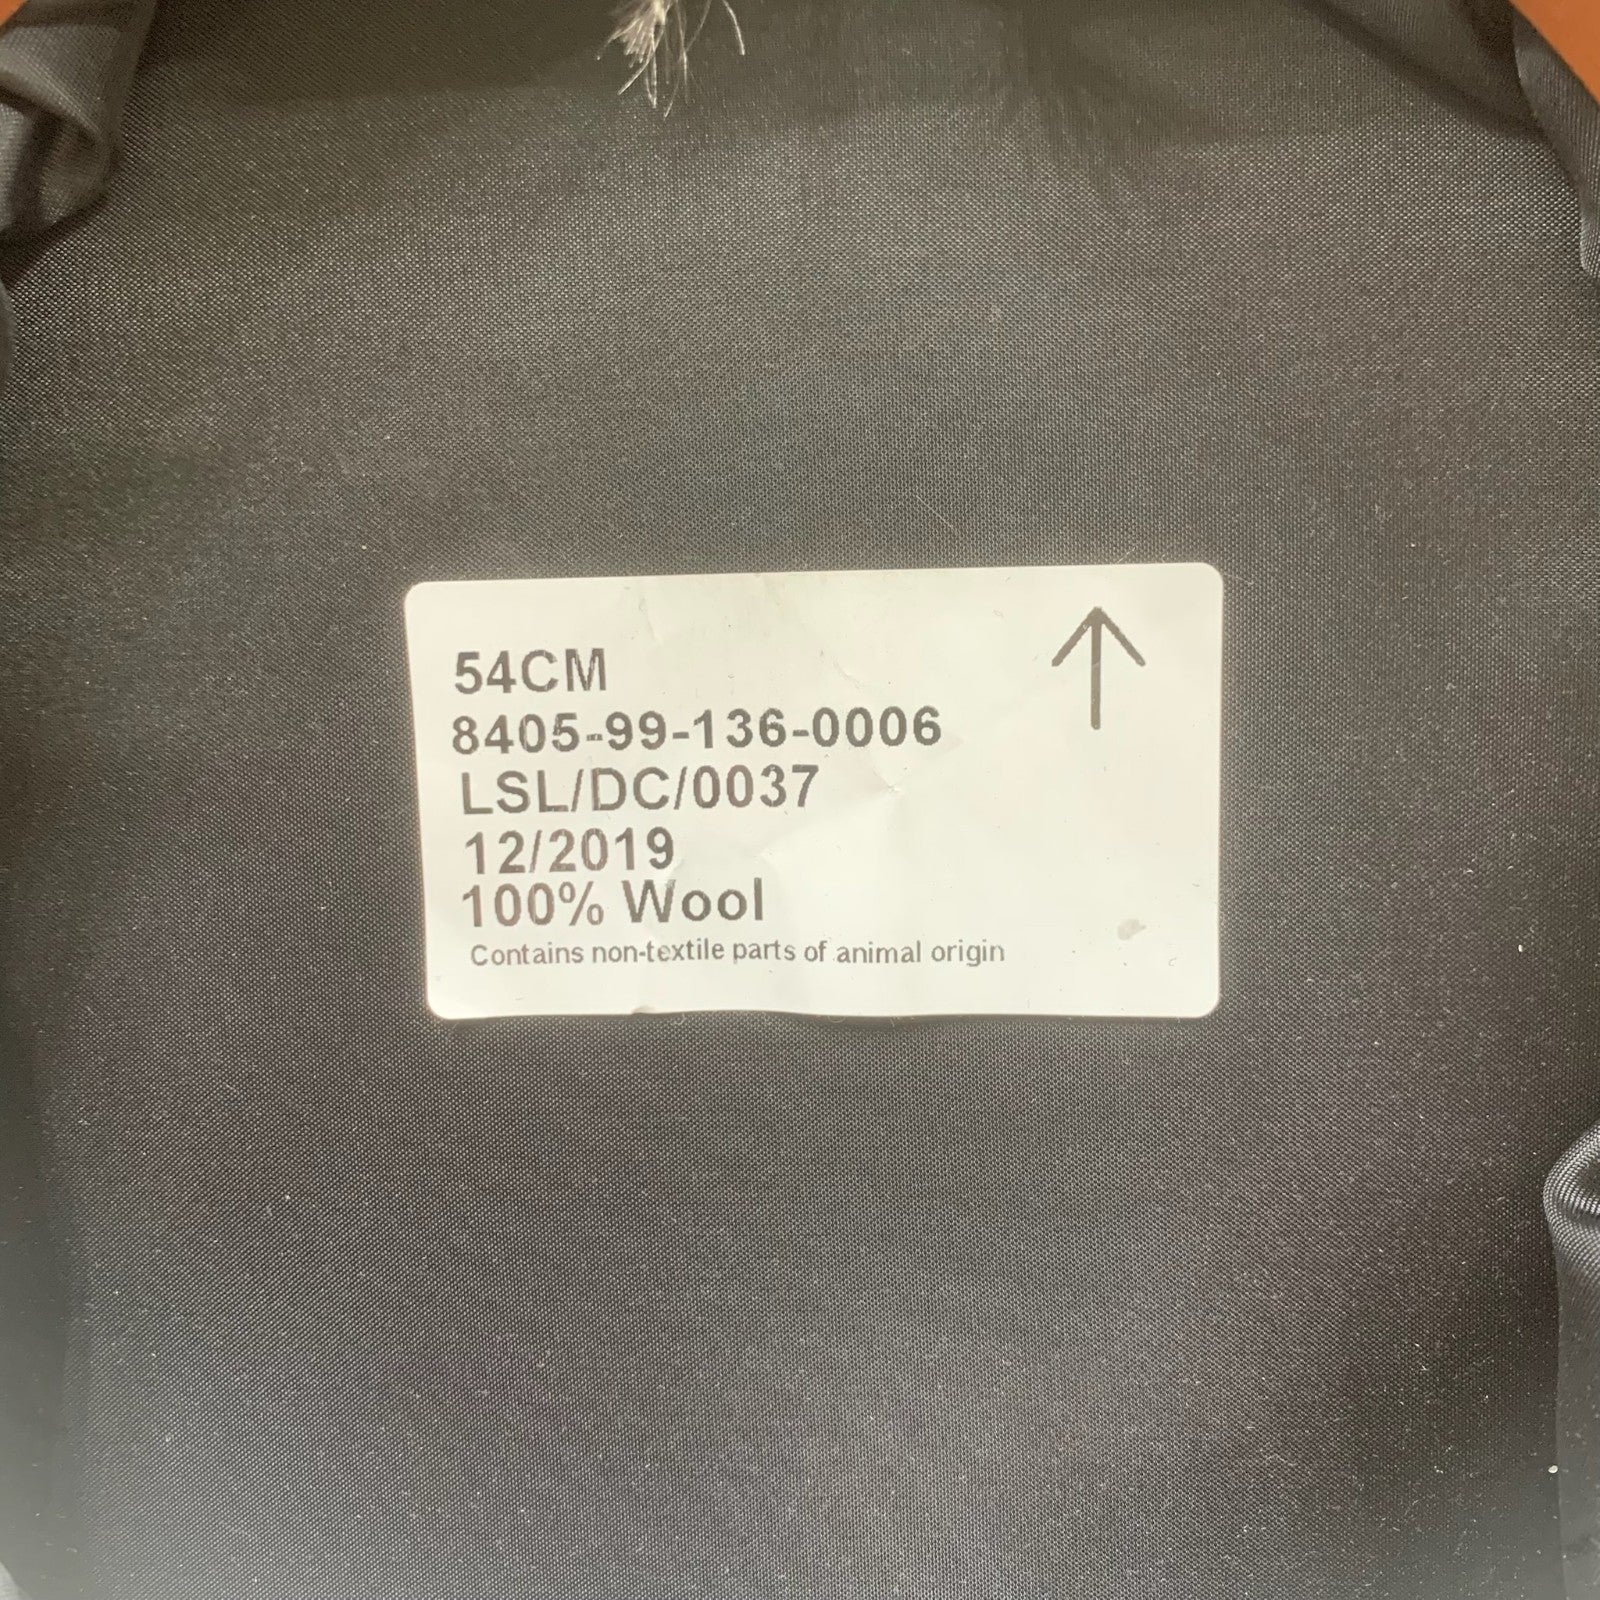 54CM
8405-99-136-0006
LSL/DC/0037
12/2019
100% Wool
Contains non-textile parts of animal origin